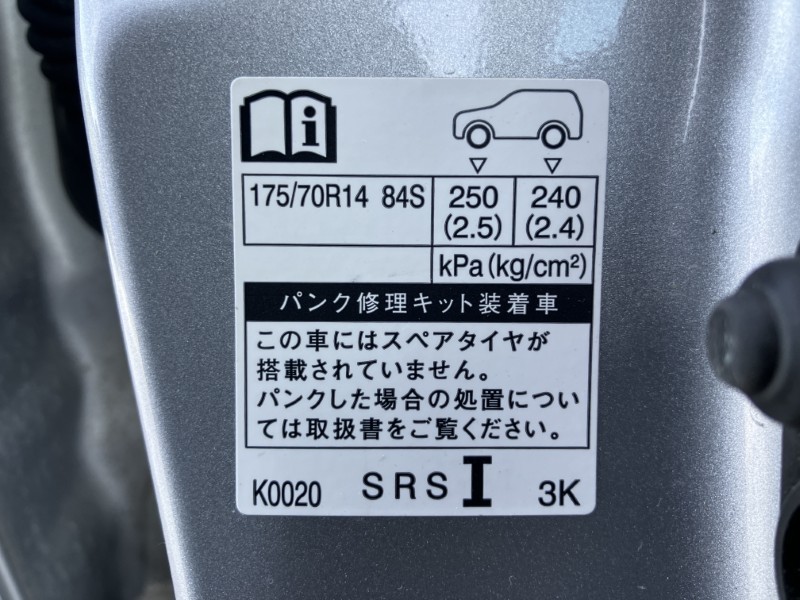 i
175/70R14 84S 250 240
(2.5) (2.4)
kPa(kg/cm²)
パンク修理キット装着車
この車にはスペアタイヤが
搭載されていません。
パンクした場合の処置につい
ては取扱書をご覧ください。
K0020 SRS I 3K